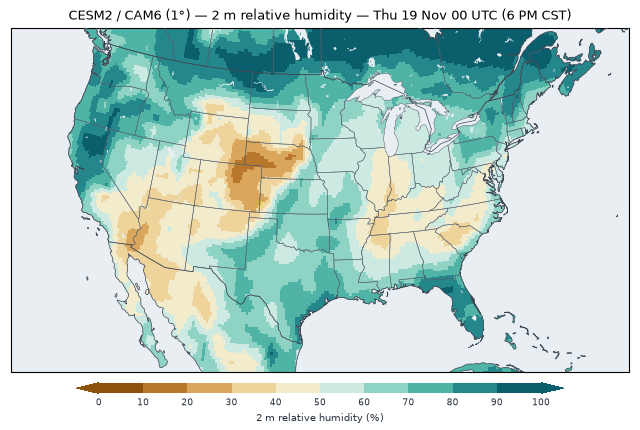 CESM2 / CAM6 (1°) — 2 m relative humidity — Thu 19 Nov 00 UTC (6 PM CST)
0 10 20 30 40 50 60 70 80 90 100
2 m relative humidity (%)